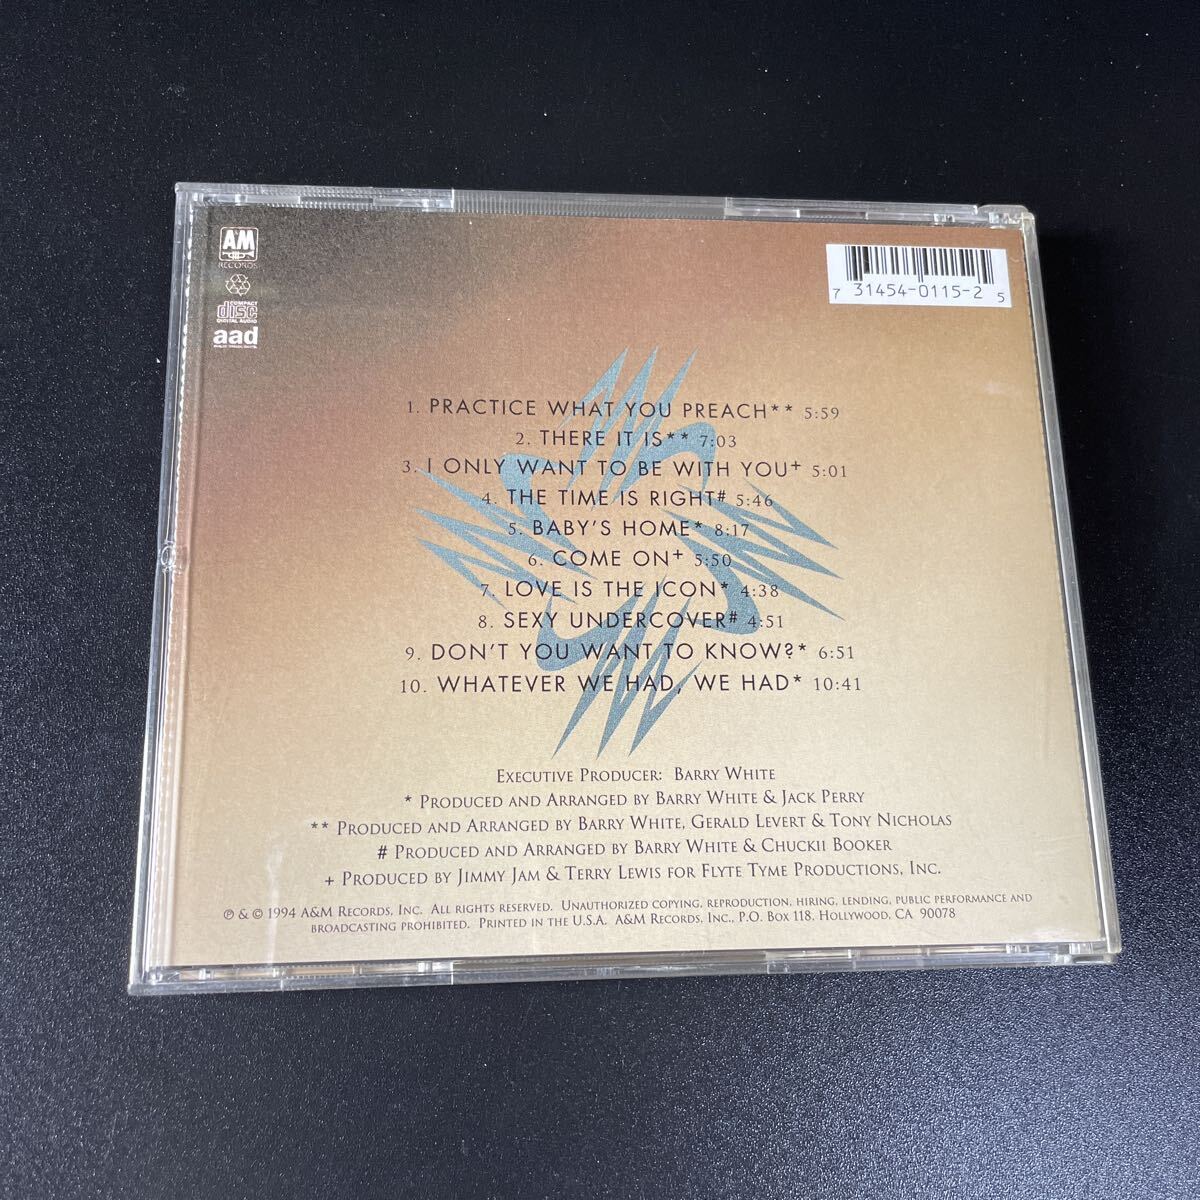 A&M
RECORDS
COMPACT
disc
DIGITAL AUDIO
aad
7 31454-0115-2 5
1. PRACTICE WHAT YOU PREACH** 5:59
2. THERE IT IS** 7:03
3. I ONLY WANT TO BE WITH YOU+ 5:01
4. THE TIME IS RIGHT# 5:46
5. BABY'S HOME* 8:17
6. COME ON+ 5:50
7. LOVE IS THE ICON* 4:38
8. SEXY UNDERCOVER# 4:51
9. DON'T YOU WANT TO KNOW?* 6:51
10. WHATEVER WE HAD, WE HAD* 10:41
EXECUTIVE PRODUCER: BARRY WHITE
* PRODUCED AND ARRANGED BY BARRY WHITE & JACK PERRY
** PRODUCED AND ARRANGED BY BARRY WHITE, GERALD LEVERT & TONY NICHOLAS
# PRODUCED AND ARRANGED BY BARRY WHITE & CHUCKII BOOKER
+ PRODUCED BY JIMMY JAM & TERRY LEWIS FOR FLYTE TYME PRODUCTIONS, INC.
℗ & © 1994 A&M RECORDS, INC. ALL RIGHTS RESERVED. UNAUTHORIZED COPYING, REPRODUCTION, HIRING, LENDING, PUBLIC PERFORMANCE AND
BROADCASTING PROHIBITED. PRINTED IN THE U.S.A. A&M RECORDS, INC., P.O. BOX 118, HOLLYWOOD, CA 90078